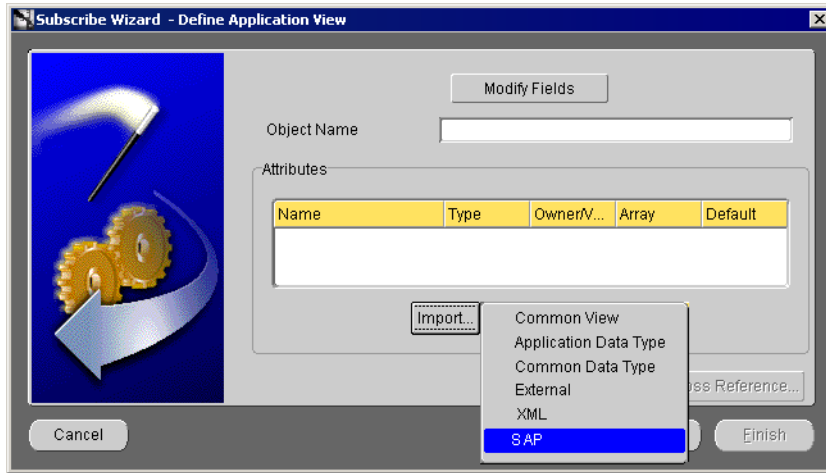 Subscribe Wizard - Define Application View
Modify Fields
Object Name
Attributes
Name Type Owner/V... Array Default
Import...
Common View
Application Data Type
Common Data Type
External
XML
SAP
Reference...
Cancel
Finish